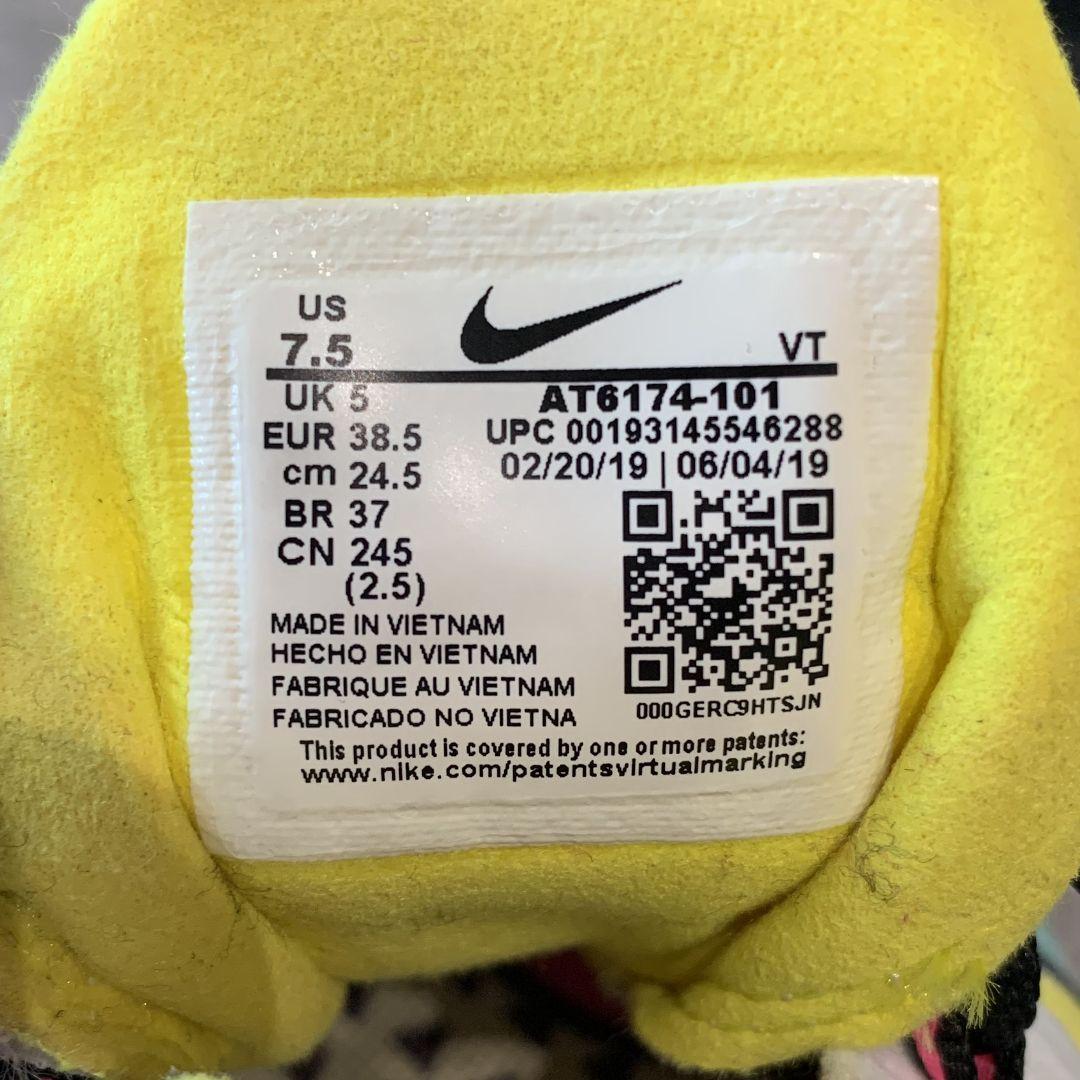 US
7.5
VT
UK 5
EUR 38.5
cm 24.5
BR 37
CN 245
(2.5)
AT6174-101
UPC 00193145546288
02/20/19 | 06/04/19
000GERC9HTSJN
MADE IN VIETNAM
HECHO EN VIETNAM
FABRIQUE AU VIETNAM
FABRICADO NO VIETNA
This product is covered by one or more patents:
www.nike.com/patentsvirtualmarking